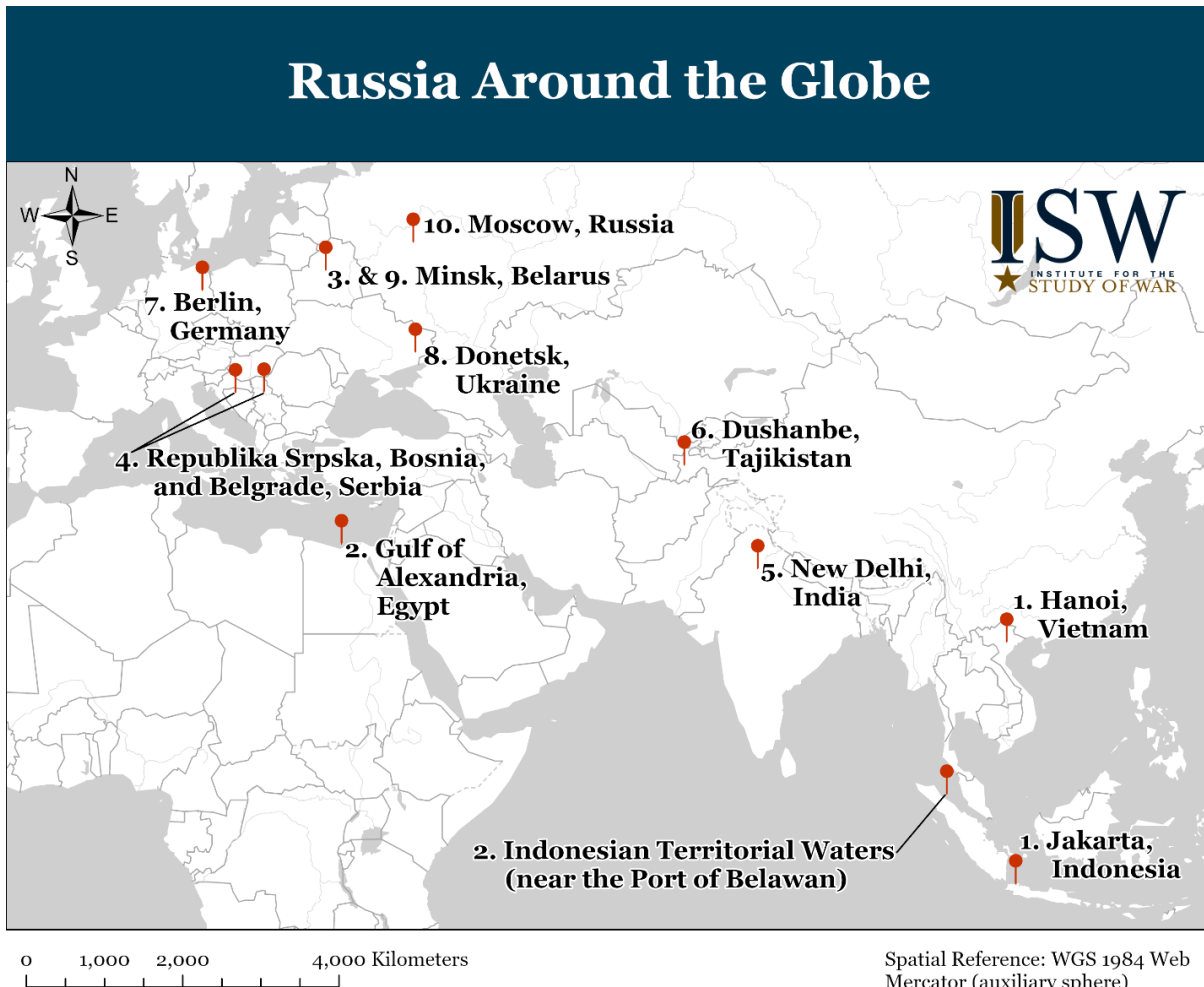 Russia Around the Globe
N
W E
S
ISW
INSTITUTE FOR THE
STUDY OF WAR
10. Moscow, Russia
3. & 9. Minsk, Belarus
7. Berlin,
Germany
8. Donetsk,
Ukraine
6. Dushanbe,
Tajikistan
4. Republika Srpska, Bosnia,
and Belgrade, Serbia
2. Gulf of
Alexandria,
Egypt
5. New Delhi,
India
1. Hanoi,
Vietnam
2. Indonesian Territorial Waters
(near the Port of Belawan)
1. Jakarta,
Indonesia
0 1,000 2,000 4,000 Kilometers
Spatial Reference: WGS 1984 Web
Mercator (auxiliary sphere)